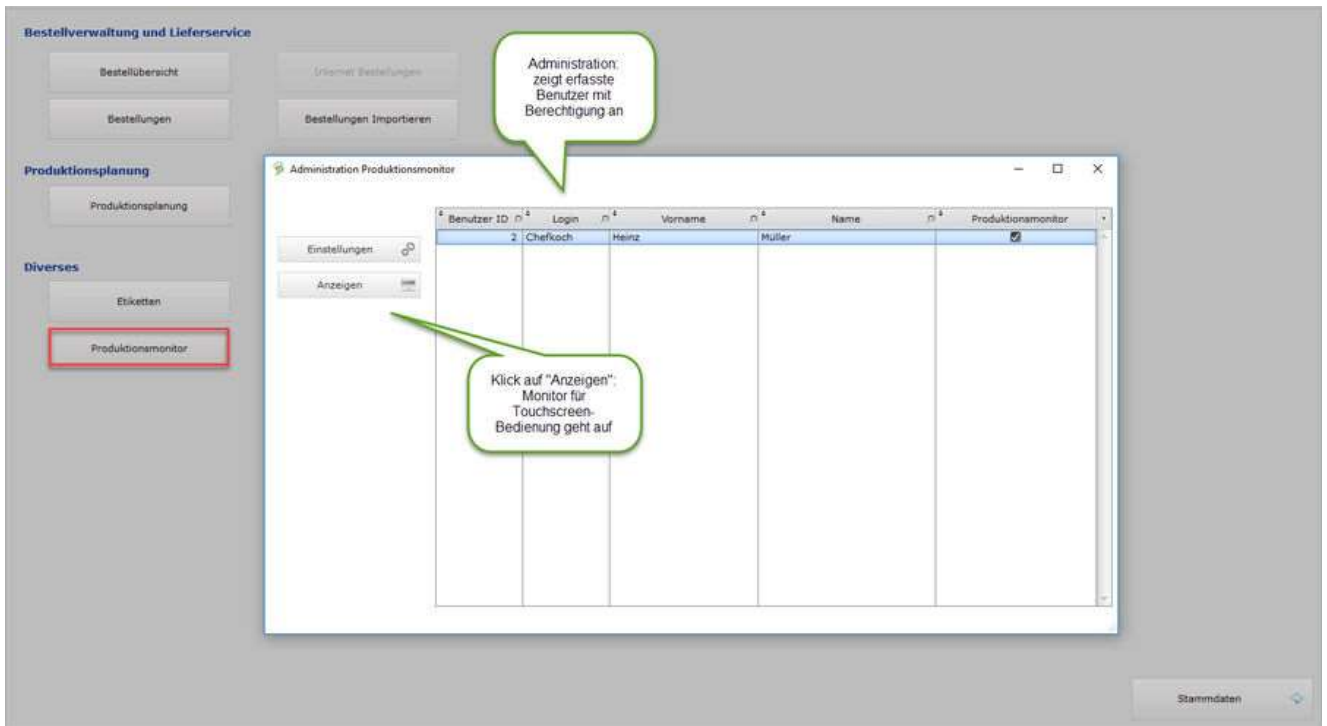 Bestellverwaltung und Lieferservice
Bestellübersicht
Internet Bestellungen
Bestellungen
Bestellungen Importieren
Administration:
zeigt erfasste
Benutzer mit
Berechtigung an
Produktionsplanung
Produktionsplanung
Diverses
Etiketten
Produktionsmonitor
Administration Produktionsmonitor
Einstellungen
Anzeigen
Benutzer ID Login Vorname Name Produktionsmonitor
2 Chefkoch Heinz Müller
Klick auf "Anzeigen":
Monitor für
Touchscreen-
Bedienung geht auf
Stammdaten